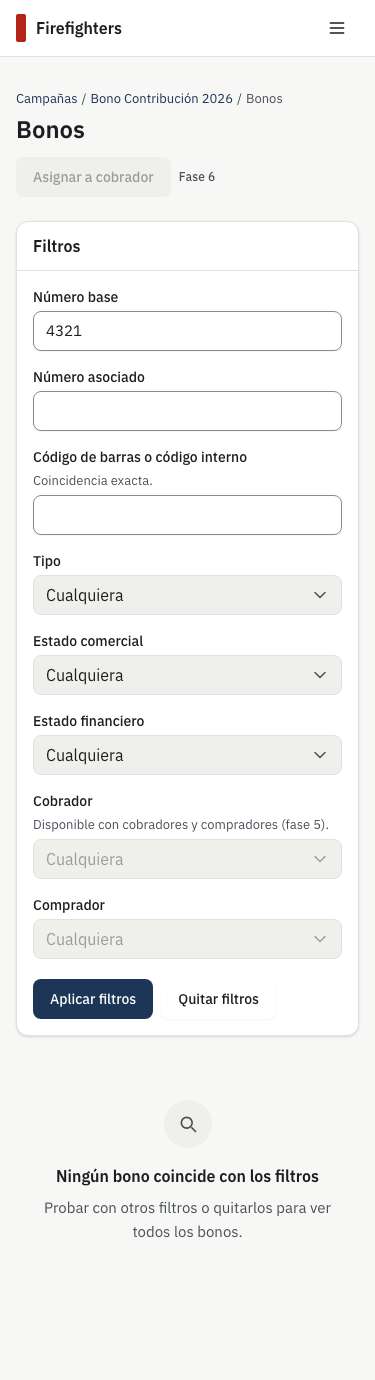 Firefighters
Campañas / Bono Contribución 2026 / Bonos
Bonos
Asignar a cobrador
Fase 6
Filtros
Número base
4321
Número asociado
Código de barras o código interno
Coincidencia exacta.
Tipo
Cualquiera
Estado comercial
Cualquiera
Estado financiero
Cualquiera
Cobrador
Disponible con cobradores y compradores (fase 5).
Cualquiera
Comprador
Cualquiera
Aplicar filtros
Quitar filtros
Ningún bono coincide con los filtros
Probar con otros filtros o quitarlos para ver
todos los bonos.